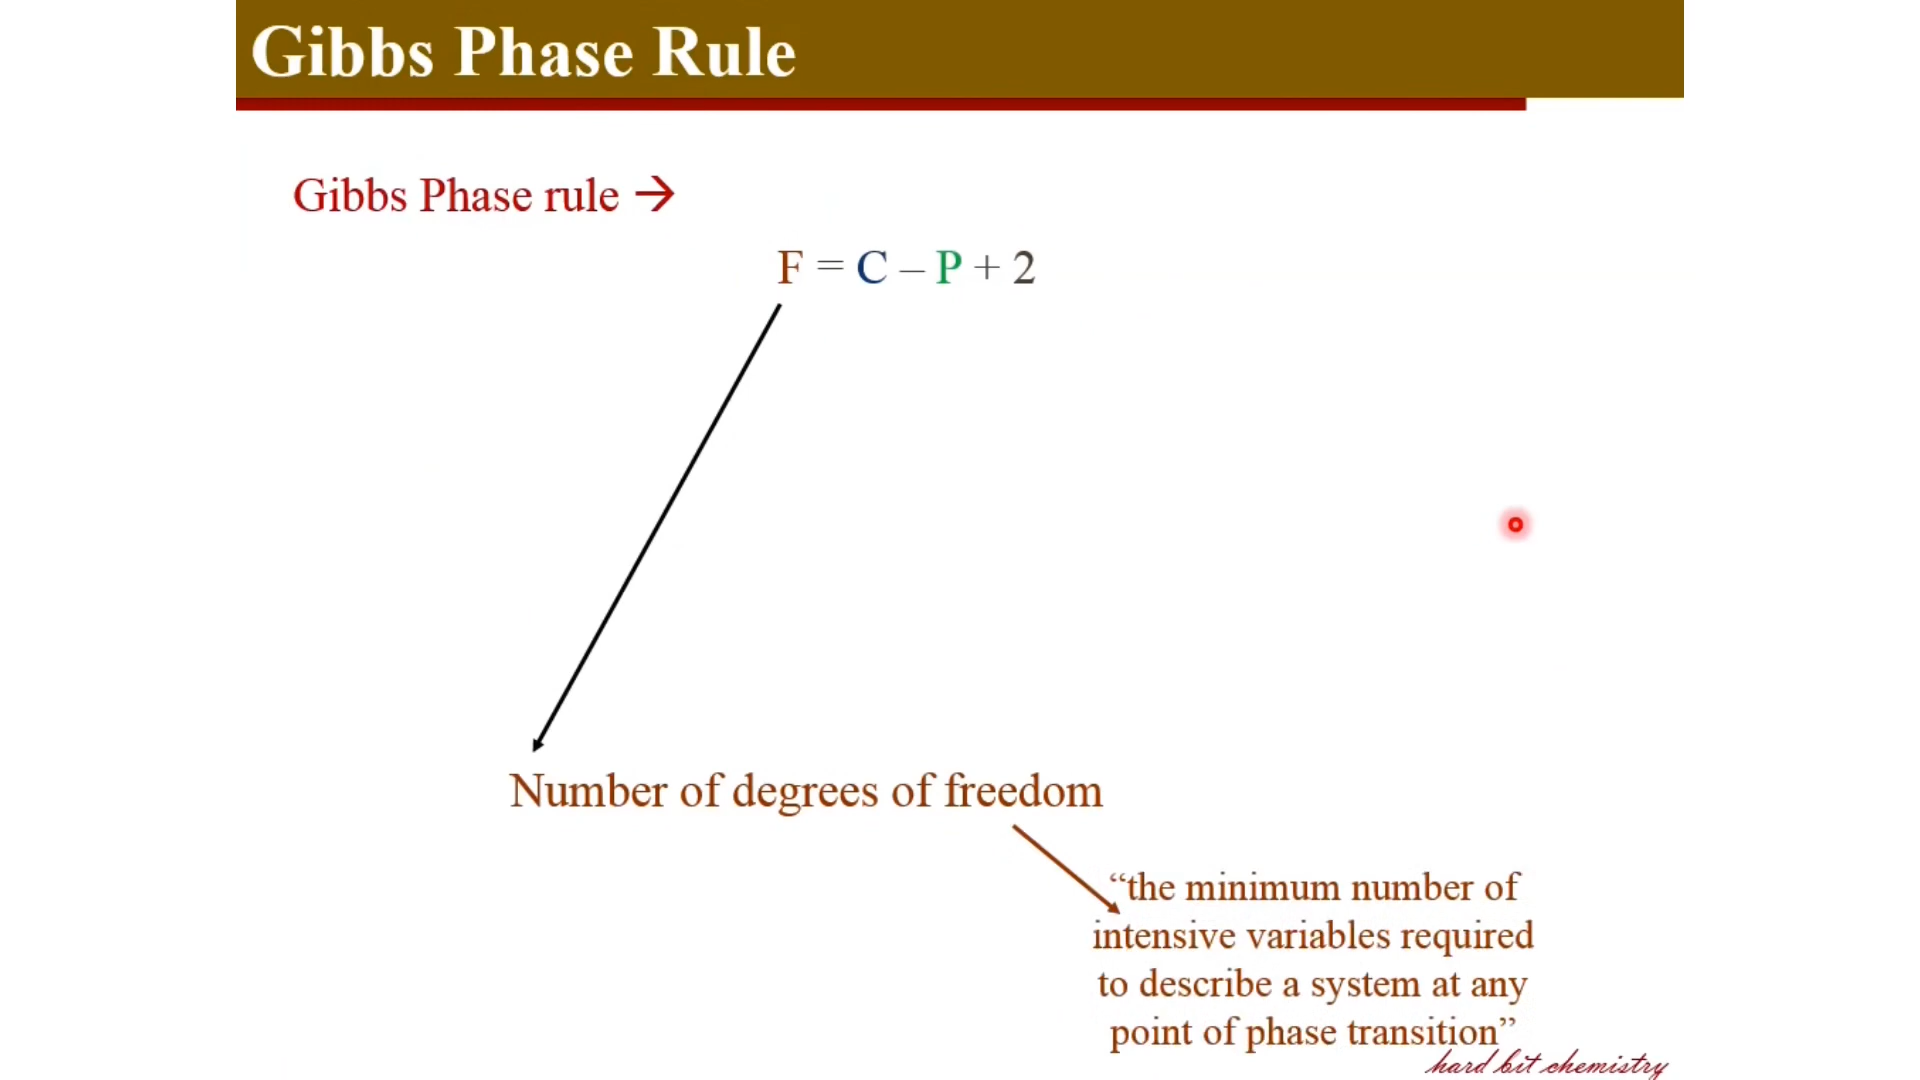 Gibbs Phase Rule
Gibbs Phase rule →
F = C – P + 2
Number of degrees of freedom
“the minimum number of
intensive variables required
to describe a system at any
point of phase transition”
hard bit chemistry